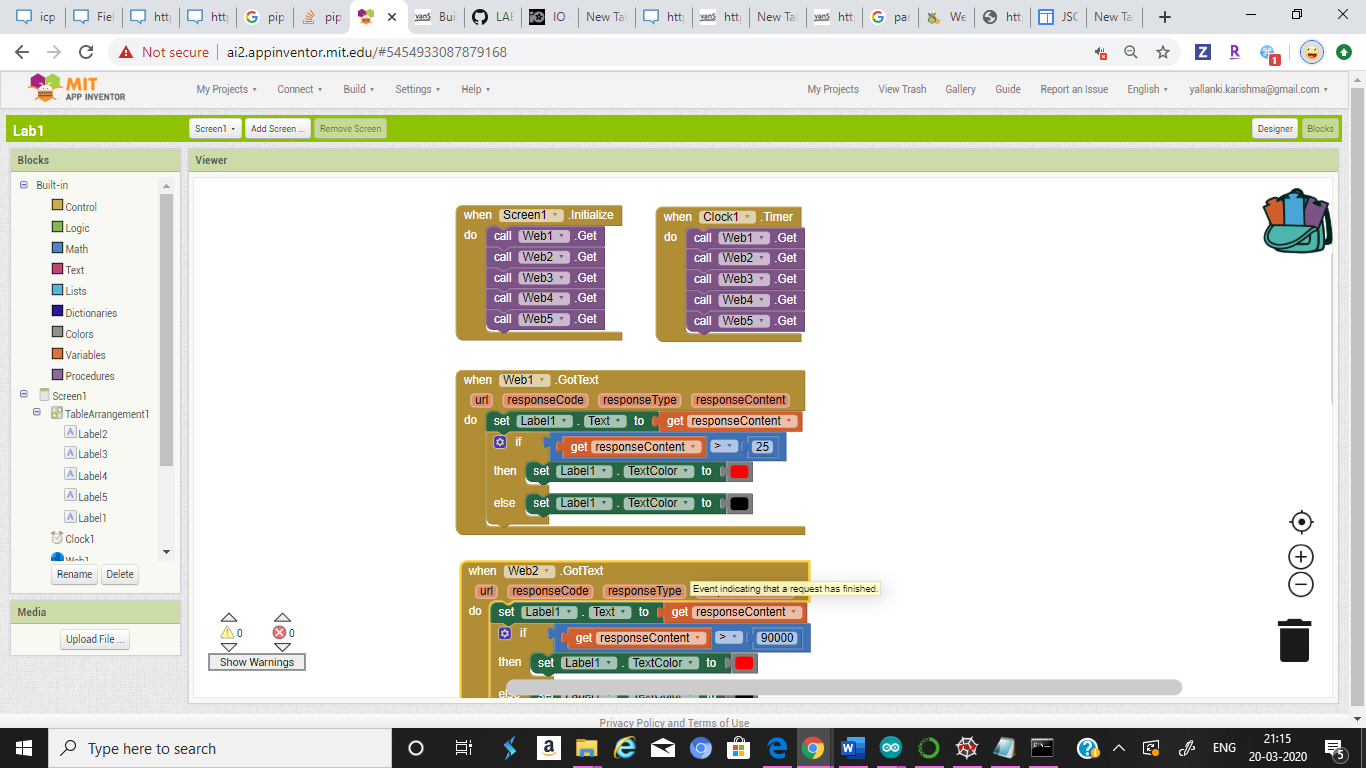 icp Fiel http http G pip pip vanS Bui LAB IO New Tal http vanS http New Tal vanS http G par We http JSC New Tal
Not secure ai2.appinventor.mit.edu/#5454933087879168 Z R 1
MIT
APP INVENTOR
My Projects Connect Build Settings Help My Projects View Trash Gallery Guide Report an Issue English yallanki.karishma@gmail.com
Lab1 Screen1 Add Screen ... Remove Screen Designer Blocks
Blocks Viewer
Built-in
Control
Logic
Math
Text
Lists
Dictionaries
Colors
Variables
Procedures
Screen1
TableArrangement1
A Label2
A Label3
A Label4
A Label5
A Label1
Clock1
Web1
Rename Delete
Media
Upload File ...
when Screen1 .Initialize
do call Web1 .Get
call Web2 .Get
call Web3 .Get
call Web4 .Get
call Web5 .Get
when Clock1 .Timer
do call Web1 .Get
call Web2 .Get
call Web3 .Get
call Web4 .Get
call Web5 .Get
when Web1 .GotText
url responseCode responseType responseContent
do set Label1 . Text to get responseContent
if get responseContent > 25
then set Label1 . TextColor to
else set Label1 . TextColor to
when Web2 .GotText
url responseCode responseType
Event indicating that a request has finished.
do set Label1 . Text to get responseContent
if get responseContent > 90000
then set Label1 . TextColor to
else
0 0
Show Warnings
Privacy Policy and Terms of Use
Type here to search
ENG
21:15
20-03-2020
5